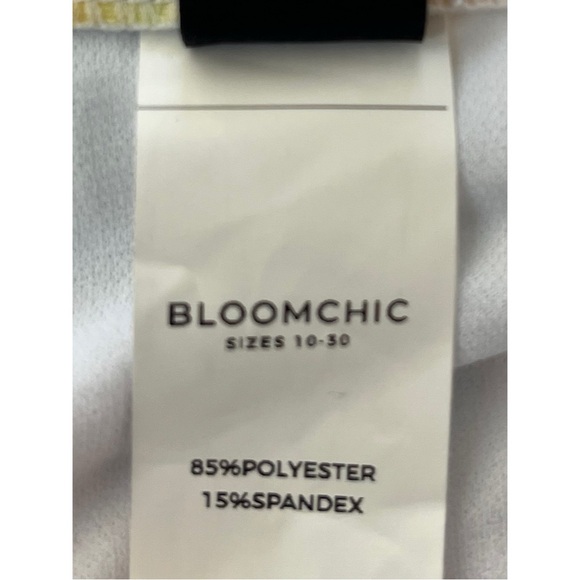 BLOOMCHIC
SIZES 10-30
85%POLYESTER
15%SPANDEX